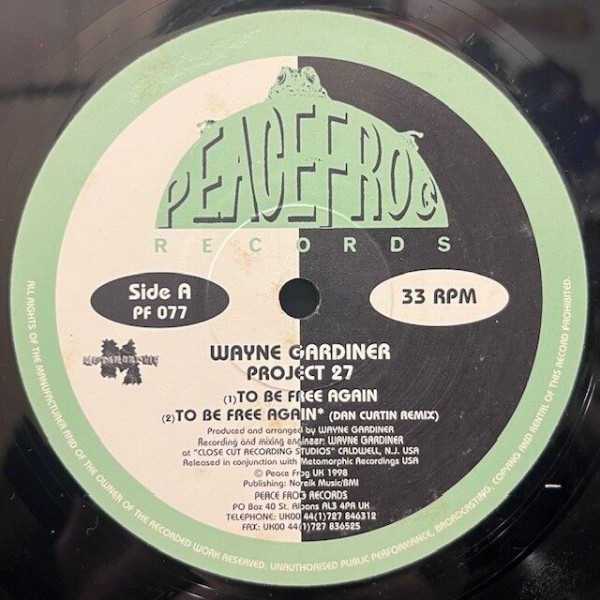 PEACEFROG
RECORDS
Side A
PF 077
33 RPM
METAMORPHIC
WAYNE GARDINER
PROJECT 27
(1)TO BE FREE AGAIN
(2)TO BE FREE AGAIN* (DAN CURTIN REMIX)
Produced and arranged by WAYNE GARDINER
Recording and mixing engineer: WAYNE GARDINER
at "CLOSE CUT RECORDING STUDIOS" CALDWELL, N.J. USA
Released in conjunction with Metamorphic Recordings USA
© Peace Frog UK 1998
Publishing: Noreik Music/BMI
PEACE FROG RECORDS
PO Box 40 St. Albans AL3 4PA UK
TELEPHONE: UK00 44(1)727 846312
FAX: UK00 44(1)727 836525
ALL RIGHTS OF THE MANUFACTURER AND OF THE OWNER OF THE RECORDED WORK RESERVED. UNAUTHORISED PUBLIC PERFORMANCE, BROADCASTING, COPYING AND RENTAL OF THIS RECORD PROHIBITED.